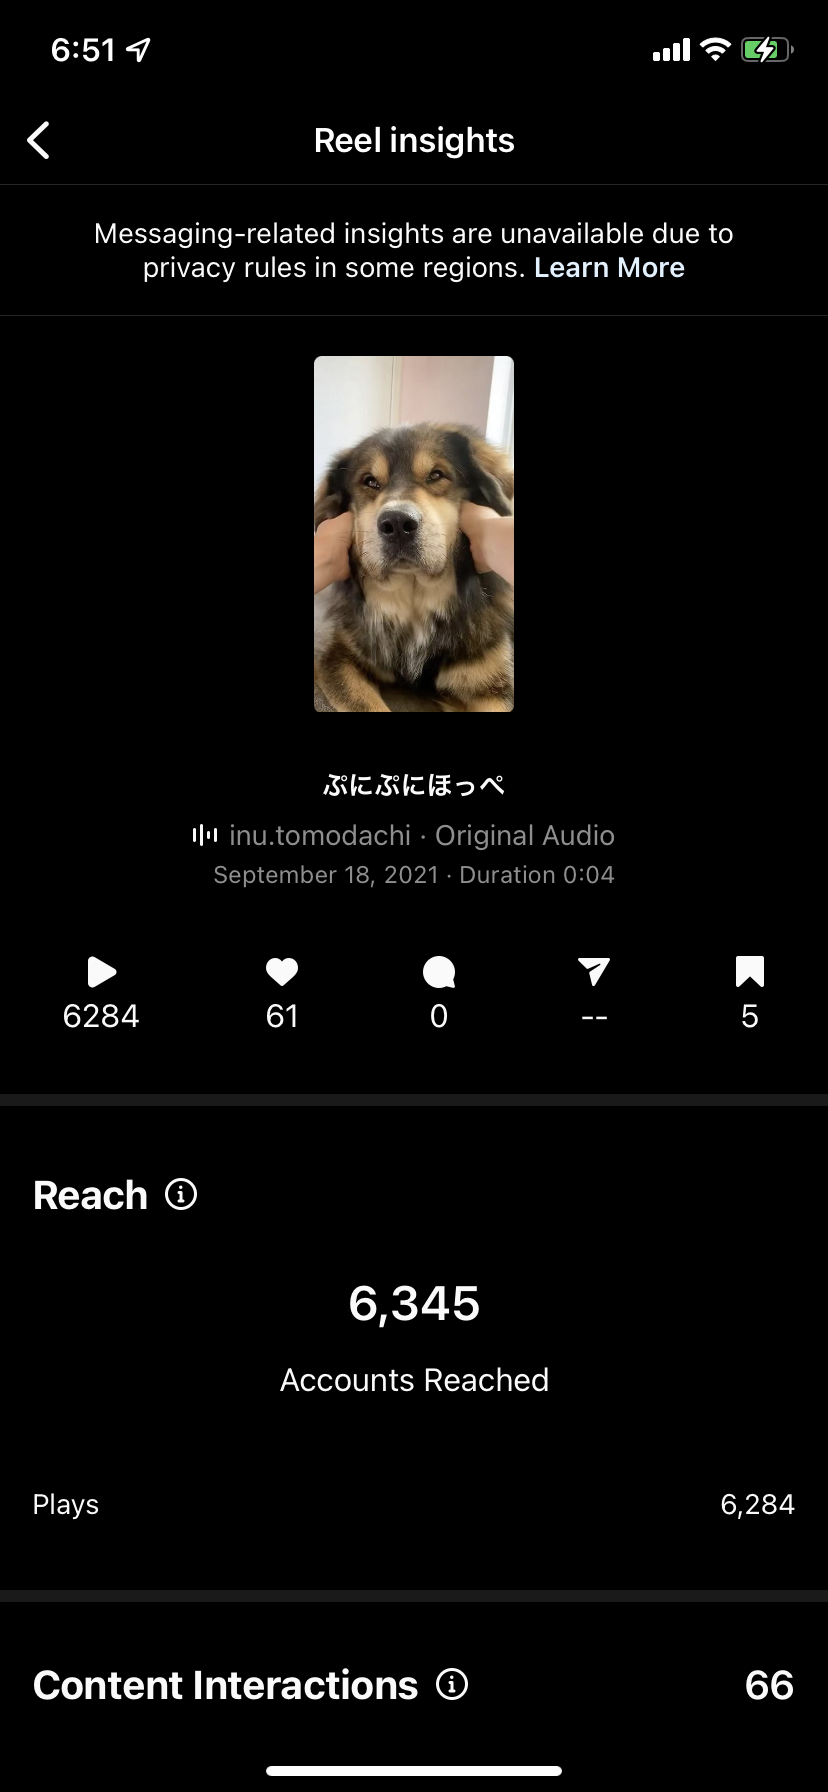 6:51
Reel insights
Messaging-related insights are unavailable due to
privacy rules in some regions. Learn More
ぷにぷにほっぺ
inu.tomodachi · Original Audio
September 18, 2021 · Duration 0:04
6284 61 0 -- 5
Reach
6,345
Accounts Reached
Plays 6,284
Content Interactions 66